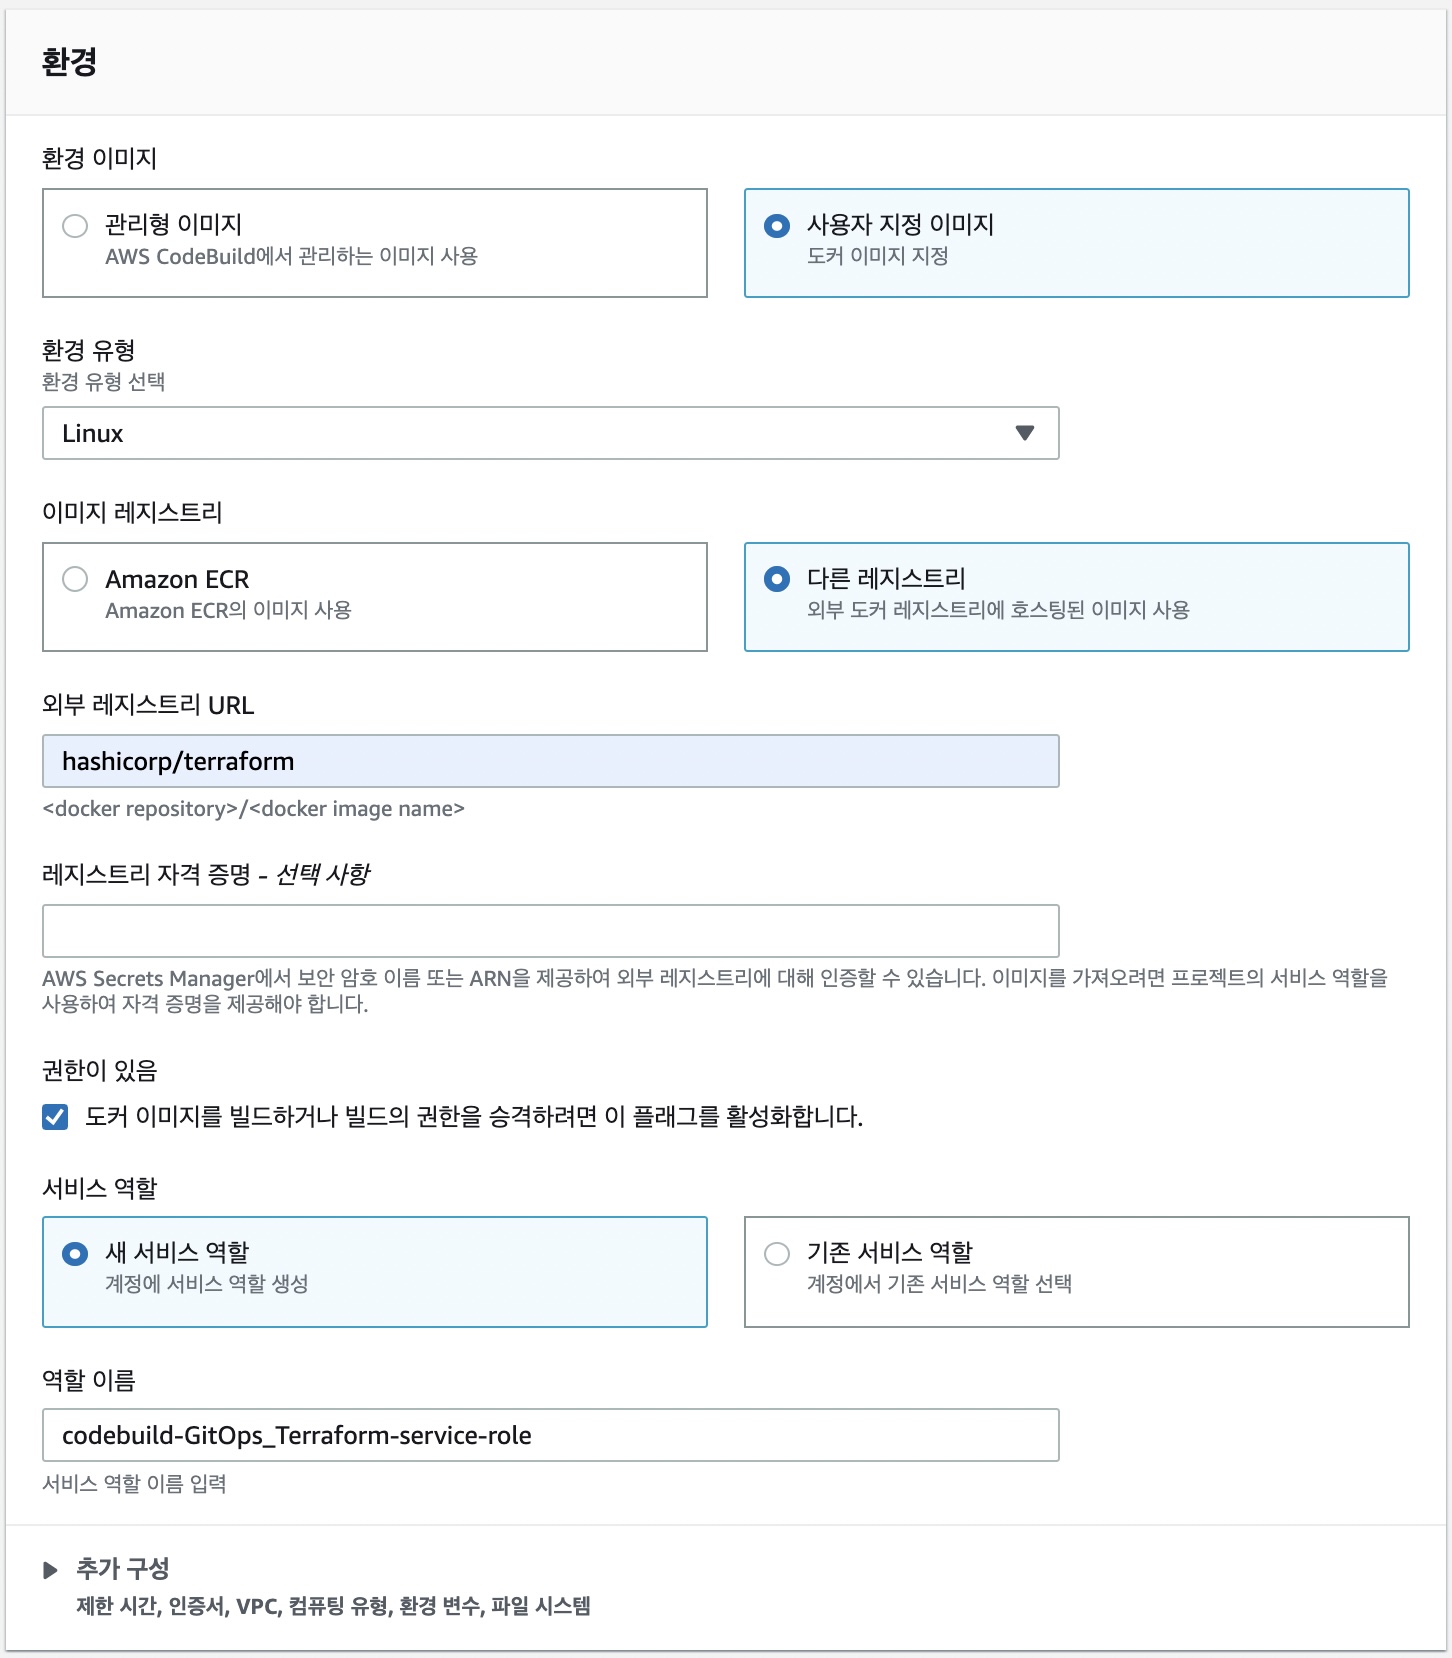 환경
환경 이미지
관리형 이미지
AWS CodeBuild에서 관리하는 이미지 사용
사용자 지정 이미지
도커 이미지 지정
환경 유형
환경 유형 선택
Linux
이미지 레지스트리
Amazon ECR
Amazon ECR의 이미지 사용
다른 레지스트리
외부 도커 레지스트리에 호스팅된 이미지 사용
외부 레지스트리 URL
hashicorp/terraform
<docker repository>/<docker image name>
레지스트리 자격 증명 - 선택 사항
AWS Secrets Manager에서 보안 암호 이름 또는 ARN을 제공하여 외부 레지스트리에 대해 인증할 수 있습니다. 이미지를 가져오려면 프로젝트의 서비스 역할을
사용하여 자격 증명을 제공해야 합니다.
권한이 있음
도커 이미지를 빌드하거나 빌드의 권한을 승격하려면 이 플래그를 활성화합니다.
서비스 역할
새 서비스 역할
계정에 서비스 역할 생성
기존 서비스 역할
계정에서 기존 서비스 역할 선택
역할 이름
codebuild-GitOps_Terraform-service-role
서비스 역할 이름 입력
추가 구성
제한 시간, 인증서, VPC, 컴퓨팅 유형, 환경 변수, 파일 시스템